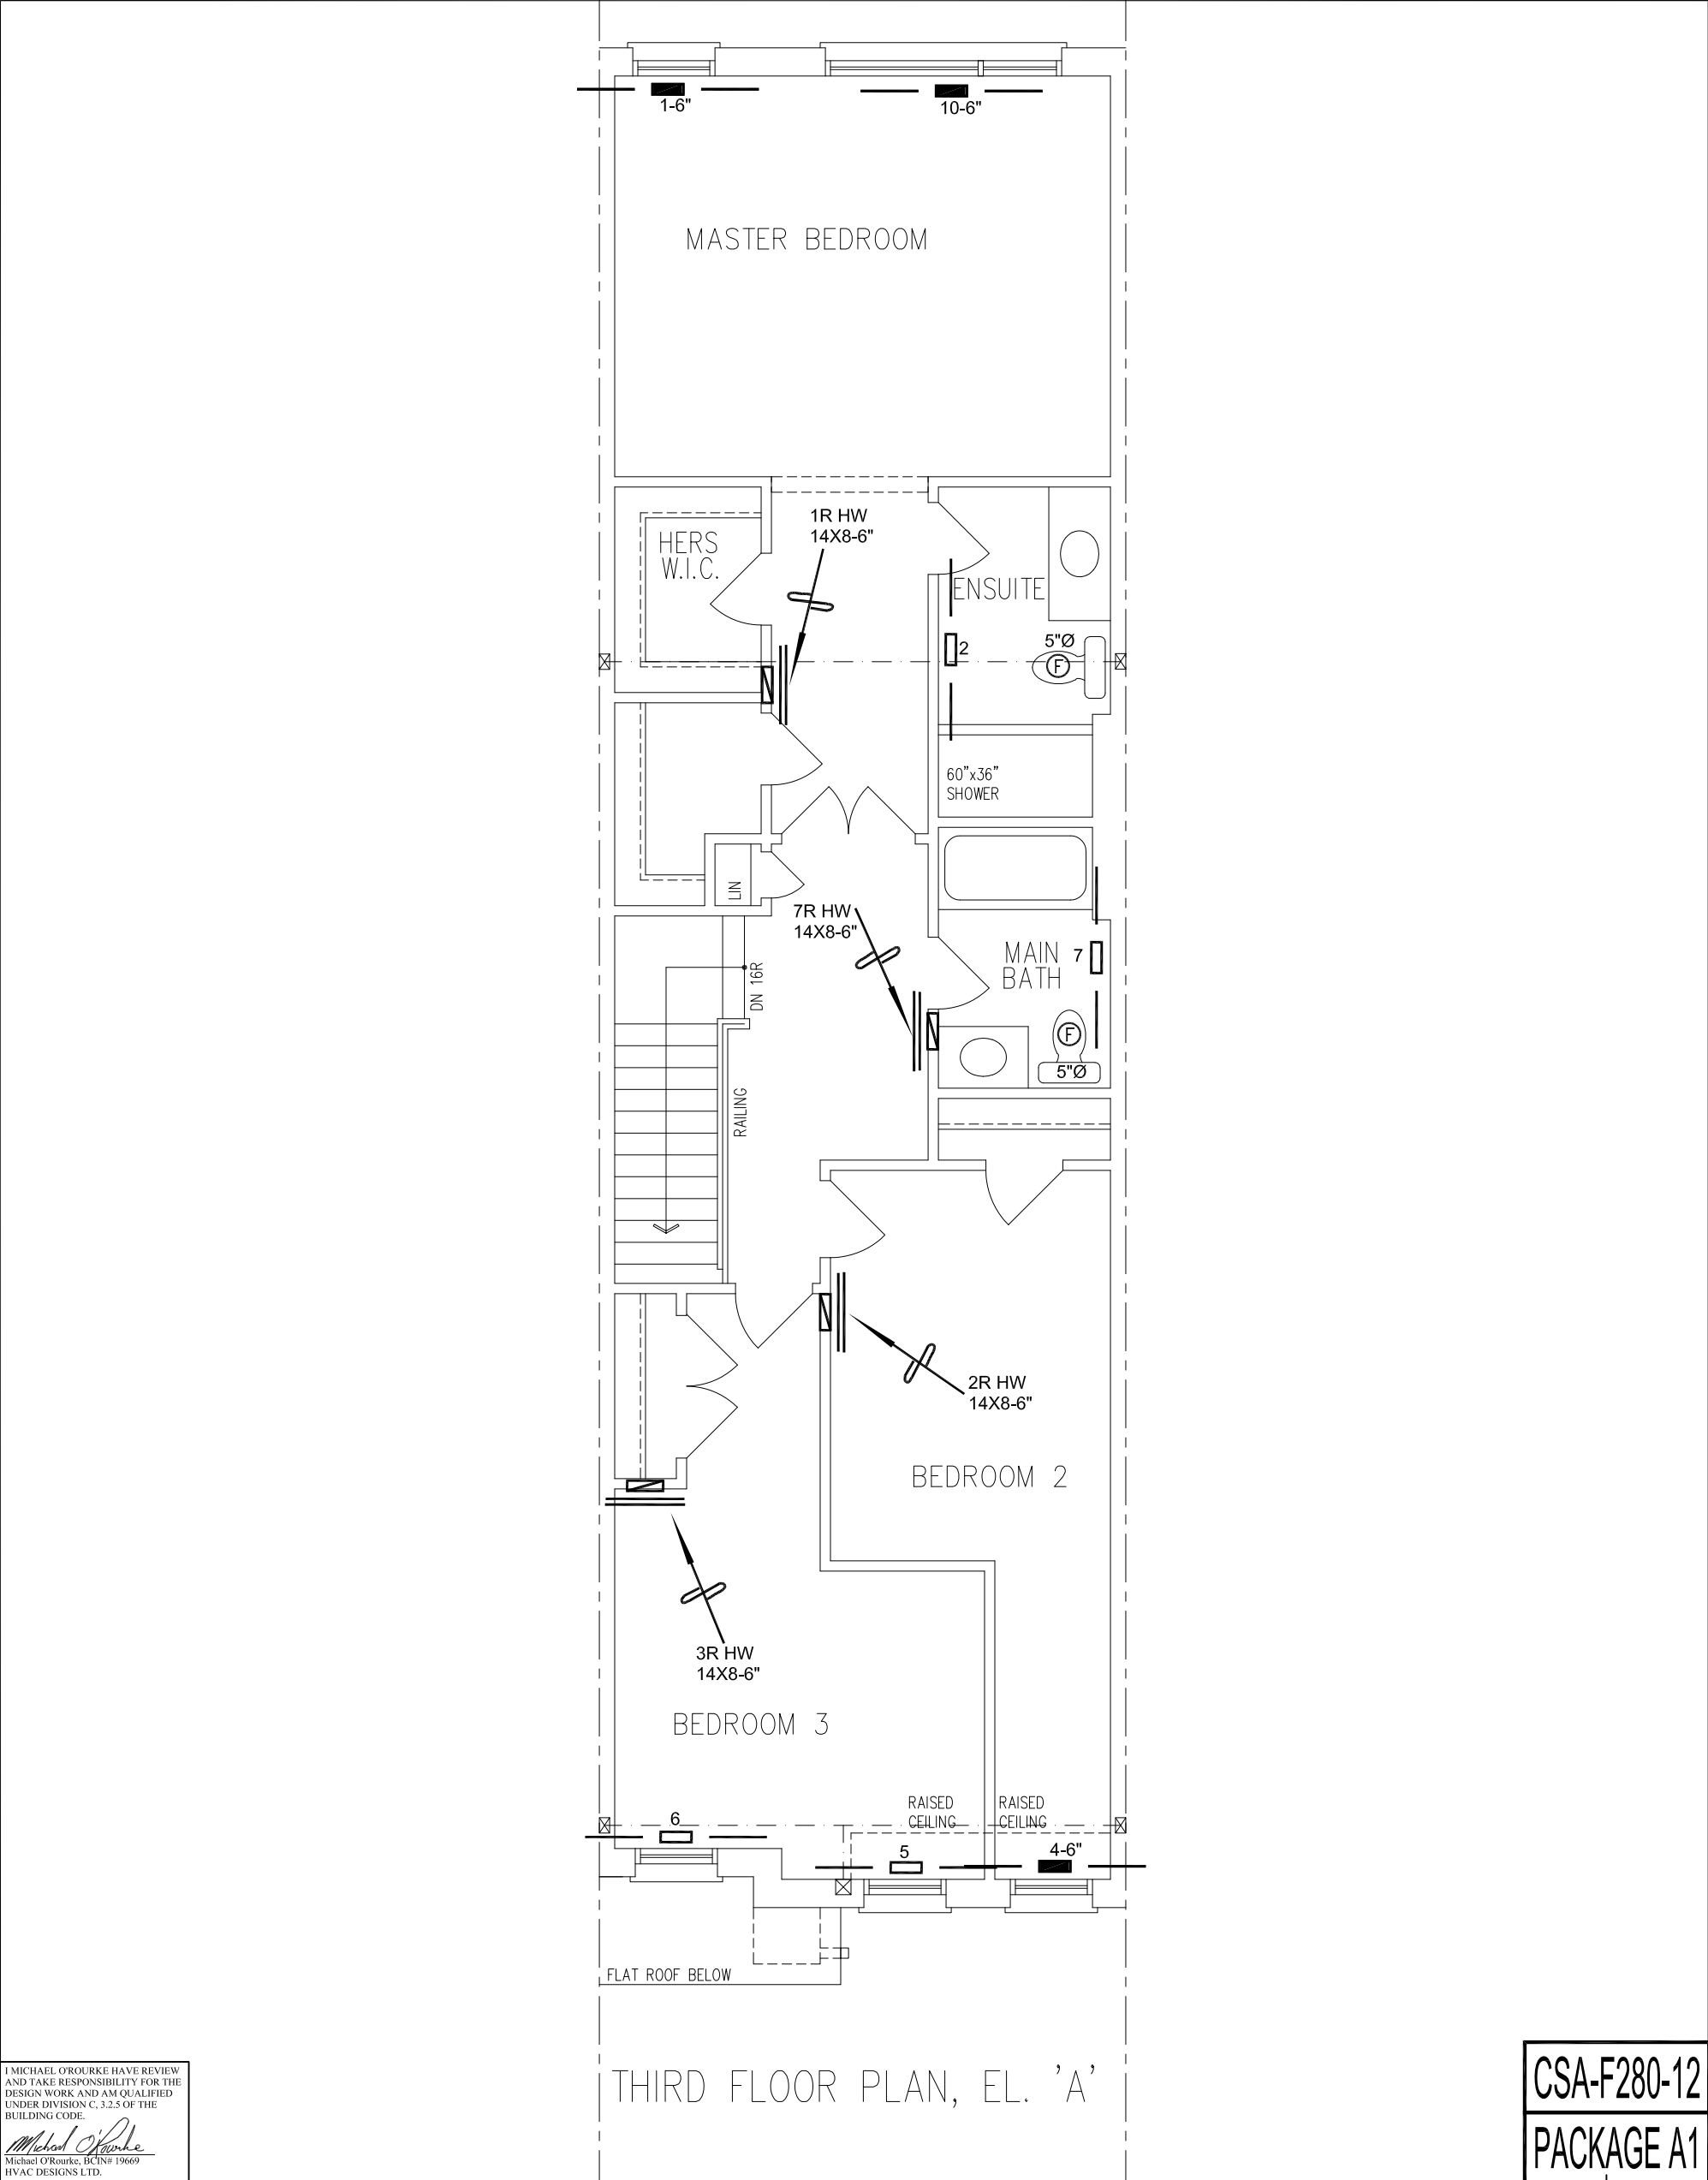 1-6"
10-6"
MASTER BEDROOM
1R HW
14X8-6"
HERS
W.I.C.
ENSUITE
2
5"Ø
F
60"x36"
SHOWER
LIN
7R HW
14X8-6"
MAIN
BATH
7
DN 16R
F
5"Ø
RAILING
2R HW
14X8-6"
BEDROOM 2
3R HW
14X8-6"
BEDROOM 3
RAISED
CEILING
RAISED
CEILING
6
5
4-6"
FLAT ROOF BELOW
THIRD FLOOR PLAN, EL. 'A'
I MICHAEL O'ROURKE HAVE REVIEW
AND TAKE RESPONSIBILITY FOR THE
DESIGN WORK AND AM QUALIFIED
UNDER DIVISION C, 3.2.5 OF THE
BUILDING CODE.
Michael O'Rourke
Michael O'Rourke, BCIN# 19669
HVAC DESIGNS LTD.
CSA-F280-12
PACKAGE A1